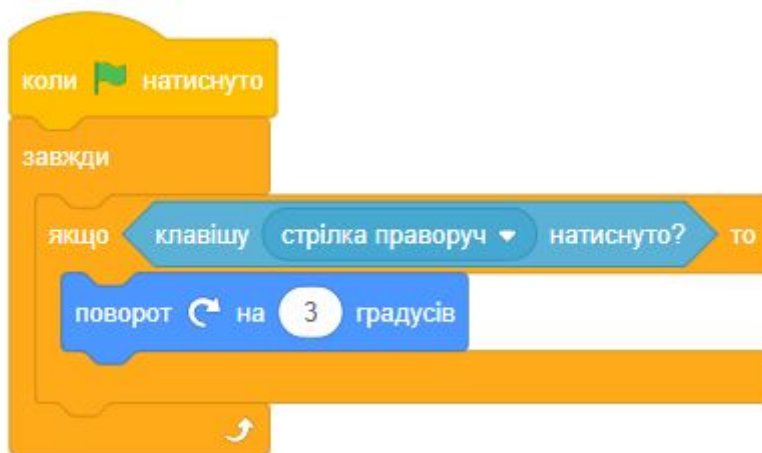 коли натиснуто
завжди
якщо клавішу стрілка праворуч натиснуто? то
поворот на 3 градусів